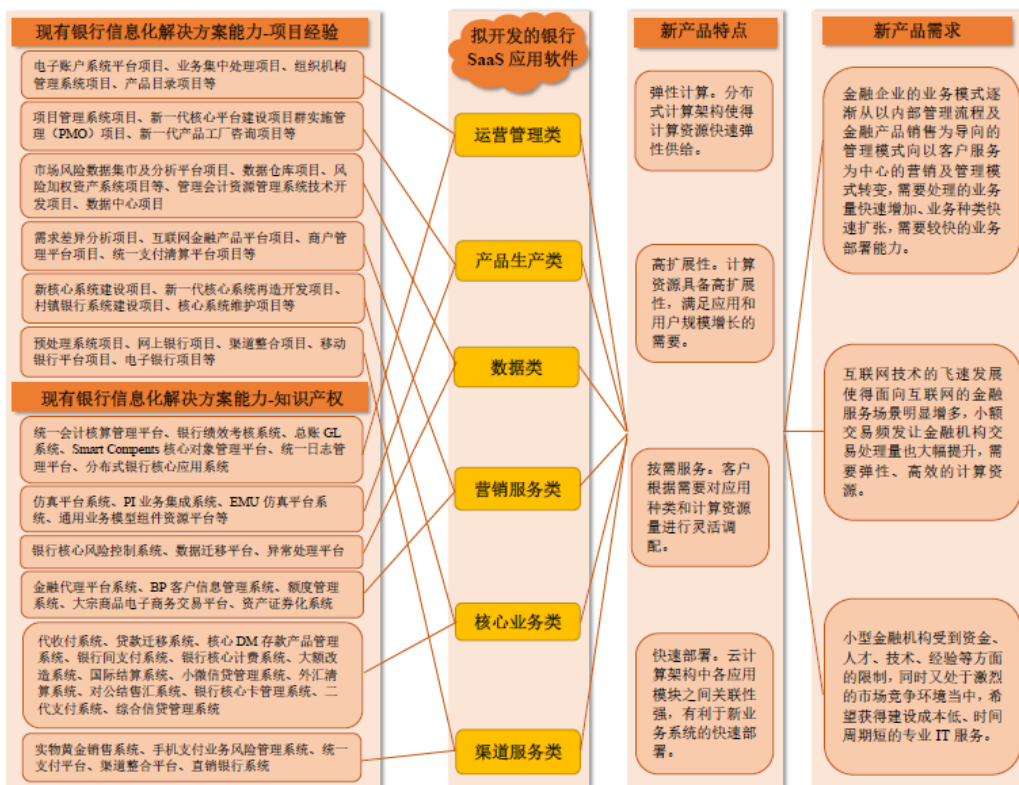 现有银行信息化解决方案能力-项目经验
电子账户系统平台项目、业务集中处理项目、组织机构
管理系统项目、产品目录项目等
项目管理系统项目、新一代核心平台建设项目群实施管
理（PMO）项目、新一代产品工厂咨询项目等
市场风险数据集市及分析平台项目、数据仓库项目、风
险加权资产系统项目等、管理会计资源管理系统技术开
发项目、数据中心项目
需求差异分析项目、互联网金融产品平台项目、商户管
理平台项目、统一支付清算平台项目等
新核心系统建设项目、新一代核心系统再造开发项目、
村镇银行系统建设项目、核心系统维护项目等
预处理系统项目、网上银行项目、渠道整合项目、移动
银行平台项目、电子银行项目等
现有银行信息化解决方案能力-知识产权
统一会计核算管理平台、银行绩效考核系统、总账 GL
系统、Smart Compents 核心对象管理平台、统一日志管
理平台、分布式银行核心应用系统
仿真平台系统、PI 业务集成系统、EMU 仿真平台系
统、通用业务模型组件资源平台等
银行核心风险控制系统、数据迁移平台、异常处理平台
金融代理平台系统、BP 客户信息管理系统、额度管理
系统、大宗商品电子商务交易平台、资产证券化系统
代收付系统、贷款迁移系统、核心 DM 存款产品管理
系统、银行间支付系统、银行核心计费系统、大额改
造系统、国际结算系统、小微信贷管理系统、外汇清
算系统、对公结售汇系统、银行核心卡管理系统、二
代支付系统、综合信贷管理系统
实物黄金销售系统、手机支付业务风险管理系统、统一
支付平台、渠道整合平台、直销银行系统
拟开发的银行
SaaS 应用软件
运营管理类
产品生产类
数据类
营销服务类
核心业务类
渠道服务类
新产品特点
弹性计算。分布
式计算架构使得
计算资源快速弹
性供给。
高扩展性。计算
资源具备高扩展
性，满足应用和
用户规模增长的
需要。
按需服务。客户
根据需要对应用
种类和计算资源
量进行灵活调
配。
快速部署。云计
算架构中各应用
模块之间关联性
强，有利于新业
务系统的快速部
署。
新产品需求
金融企业的业务模式逐
渐从以内部管理流程及
金融产品销售为导向的
管理模式向以客户服务
为中心的营销及管理模
式转变，需要处理的业务
量快速增加、业务种类快
速扩张，需要较快的业务
部署能力。
互联网技术的飞速发展
使得面向互联网的金融
服务场景明显增多，小额
交易频发让金融机构交
易处理量也大幅提升，需
要弹性、高效的计算资
源。
小型金融机构受到资金、
人才、技术、经验等方面
的限制，同时又处于激烈
的市场竞争环境当中，希
望获得建设成本低、时间
周期短的专业 IT 服务。